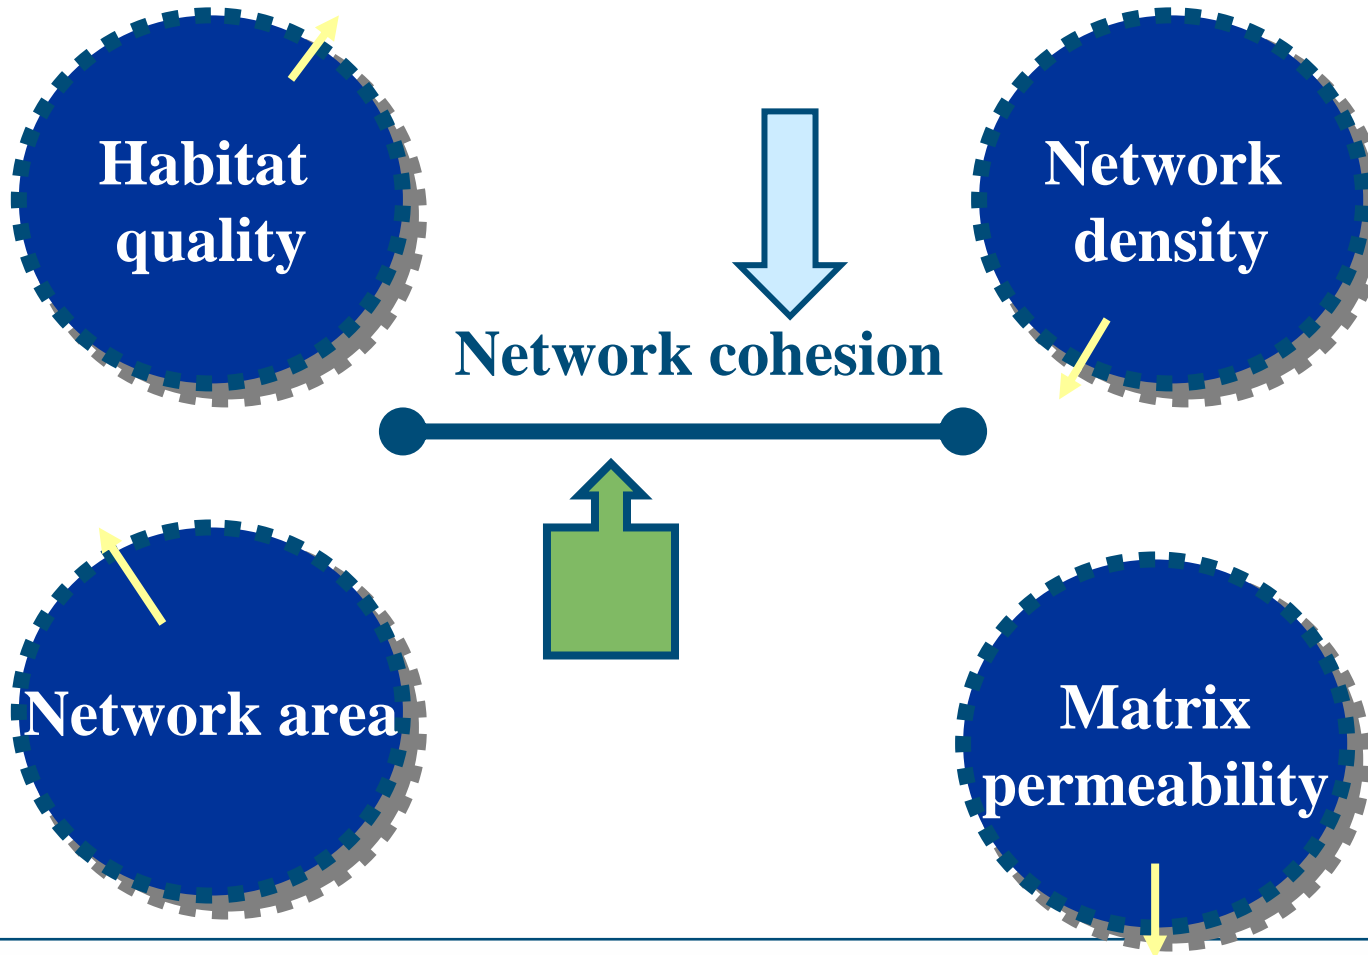 Habitat
quality
Network
density
Network cohesion
Network area
Matrix
permeability